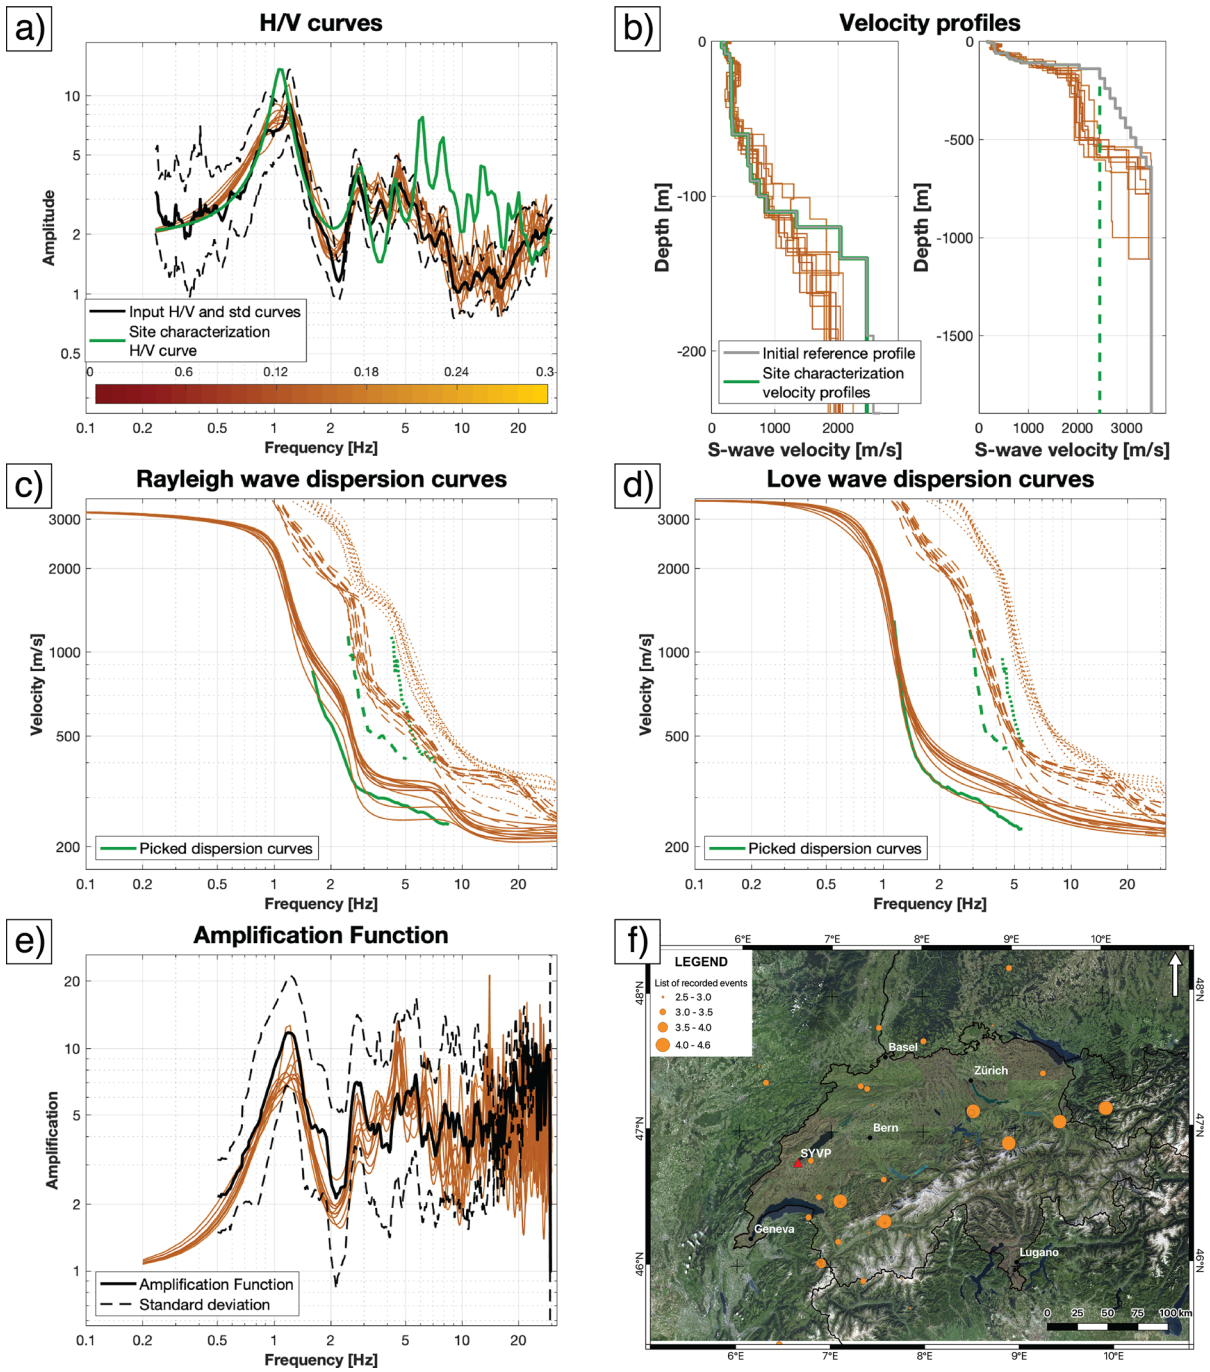 a)
H/V curves
10
5
2
1
0.5
Amplitude
Input H/V and std curves
Site characterization
H/V curve
0 0.6 0.12 0.18 0.24 0.3
0.1 0.2 0.5 1 2 5 10 20
Frequency [Hz]
b)
Velocity profiles
0
-100
-200
Depth [m]
0 1000 2000
S-wave velocity [m/s]
0
-500
-1000
-1500
Depth [m]
0 1000 2000 3000
S-wave velocity [m/s]
Initial reference profile
Site characterization
velocity profiles
c)
Rayleigh wave dispersion curves
3000
2000
1000
500
200
Velocity [m/s]
Picked dispersion curves
0.1 0.2 0.5 1 2 5 10 20
Frequency [Hz]
d)
Love wave dispersion curves
3000
2000
1000
500
200
Velocity [m/s]
Picked dispersion curves
0.1 0.2 0.5 1 2 5 10 20
Frequency [Hz]
e)
Amplification Function
20
10
5
2
1
Amplification
Amplification Function
Standard deviation
0.1 0.2 0.5 1 2 5 10 20
Frequency [Hz]
f)
6°E 7°E 8°E 9°E 10°E
LEGEND
List of recorded events
2.5 - 3.0
3.0 - 3.5
3.5 - 4.0
4.0 - 4.6
48°N
48°N
Basel
Zürich
47°N
47°N
Bern
SYVP
Geneva
Lugano
46°N
46°N
0 25 50 75 100 km
6°E 7°E 8°E 9°E 10°E